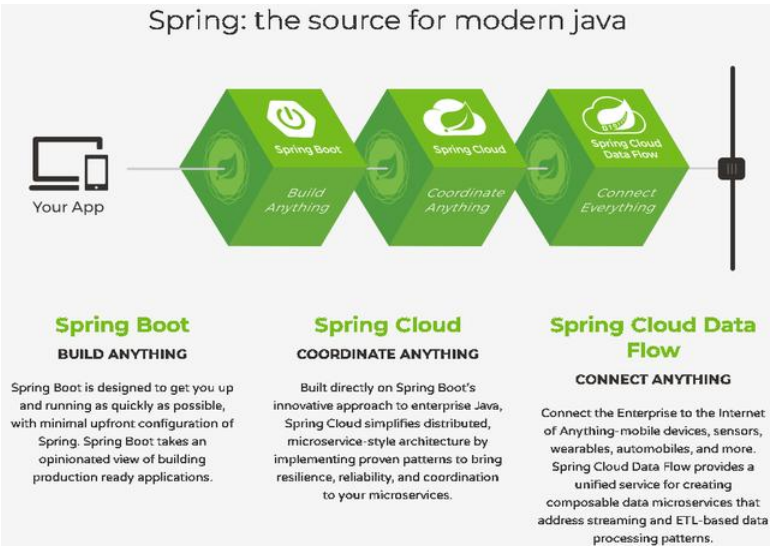 Spring: the source for modern java
Your App
Spring Boot
Build
Anything
Spring Cloud
Coordinate
Anything
Spring Cloud
Data Flow
Connect
Everything
Spring Boot
BUILD ANYTHING
Spring Boot is designed to get you up
and running as quickly as possible,
with minimal upfront configuration of
Spring. Spring Boot takes an
opinionated view of building
production ready applications.
Spring Cloud
COORDINATE ANYTHING
Built directly on Spring Boot's
innovative approach to enterprise Java,
Spring Cloud simplifies distributed,
microservice-style architecture by
implementing proven patterns to bring
resilience, reliability, and coordination
to your microservices.
Spring Cloud Data
Flow
CONNECT ANYTHING
Connect the Enterprise to the Internet
of Anything-mobile devices, sensors,
wearables, automobiles, and more.
Spring Cloud Data Flow provides a
unified service for creating
composable data microservices that
address streaming and ETL-based data
processing patterns.